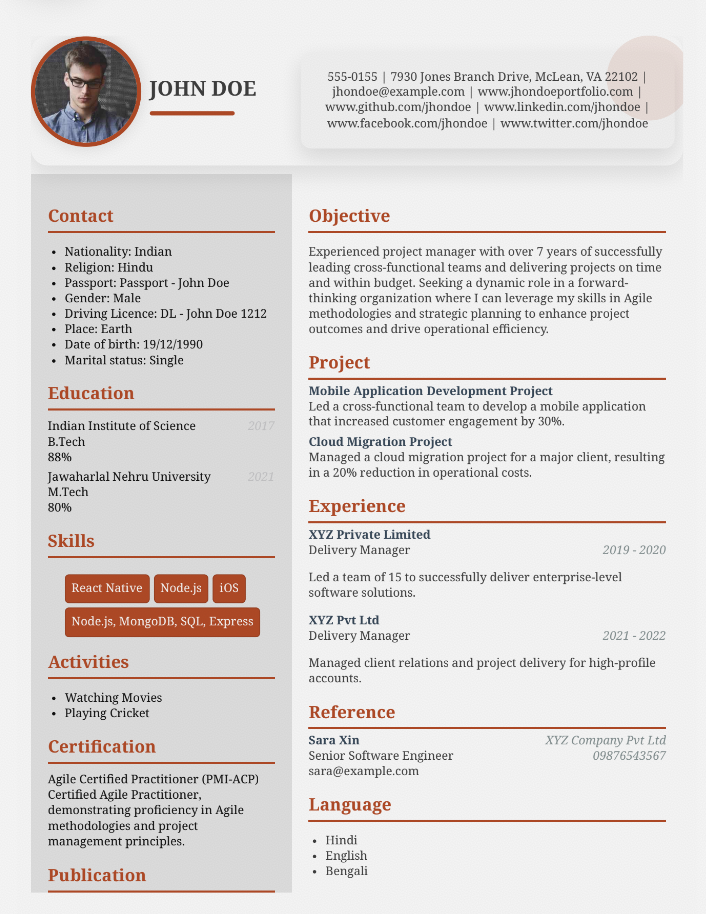 JOHN DOE
555-0155 | 7930 Jones Branch Drive, McLean, VA 22102 |
jhondoe@example.com | www.jhondoeportfolio.com |
www.github.com/jhondoe | www.linkedin.com/jhondoe |
www.facebook.com/jhondoe | www.twitter.com/jhondoe
Contact
• Nationality: Indian
• Religion: Hindu
• Passport: Passport - John Doe
• Gender: Male
• Driving Licence: DL - John Doe 1212
• Place: Earth
• Date of birth: 19/12/1990
• Marital status: Single
Education
Indian Institute of Science 2017
B.Tech
88%
Jawaharlal Nehru University 2021
M.Tech
80%
Skills
React Native Node.js iOS
Node.js, MongoDB, SQL, Express
Activities
• Watching Movies
• Playing Cricket
Certification
Agile Certified Practitioner (PMI-ACP)
Certified Agile Practitioner,
demonstrating proficiency in Agile
methodologies and project
management principles.
Publication
Objective
Experienced project manager with over 7 years of successfully
leading cross-functional teams and delivering projects on time
and within budget. Seeking a dynamic role in a forward-
thinking organization where I can leverage my skills in Agile
methodologies and strategic planning to enhance project
outcomes and drive operational efficiency.
Project
Mobile Application Development Project
Led a cross-functional team to develop a mobile application
that increased customer engagement by 30%.
Cloud Migration Project
Managed a cloud migration project for a major client, resulting
in a 20% reduction in operational costs.
Experience
XYZ Private Limited
Delivery Manager 2019 - 2020
Led a team of 15 to successfully deliver enterprise-level
software solutions.
XYZ Pvt Ltd
Delivery Manager 2021 - 2022
Managed client relations and project delivery for high-profile
accounts.
Reference
Sara Xin XYZ Company Pvt Ltd
Senior Software Engineer 09876543567
sara@example.com
Language
• Hindi
• English
• Bengali